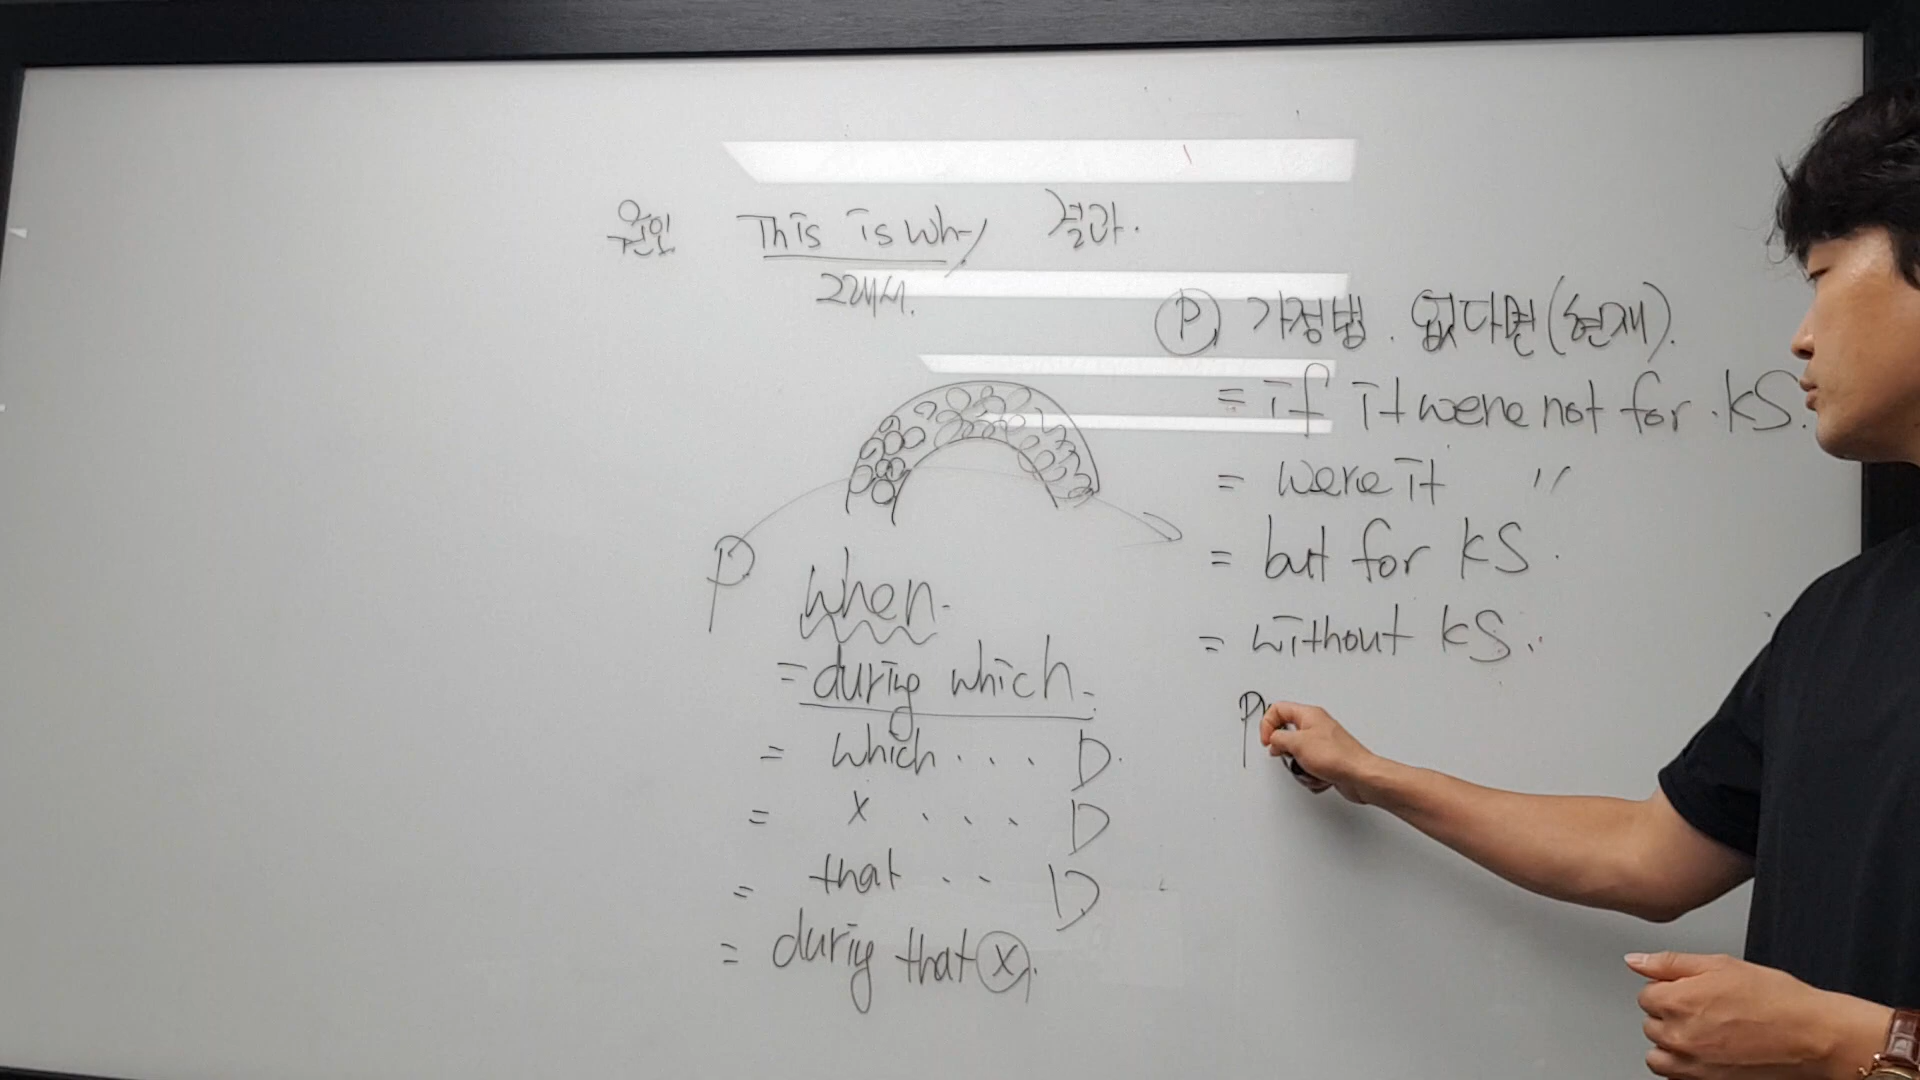 원인 This is why 결과.
그래서.
P 가정법. 없다면 (현재).
= if it were not for KS.
= were it 〃
= but for KS.
= without KS.
P
P when.
= during which.
= which ... D.
= x ... D
= that .. D
= during that x